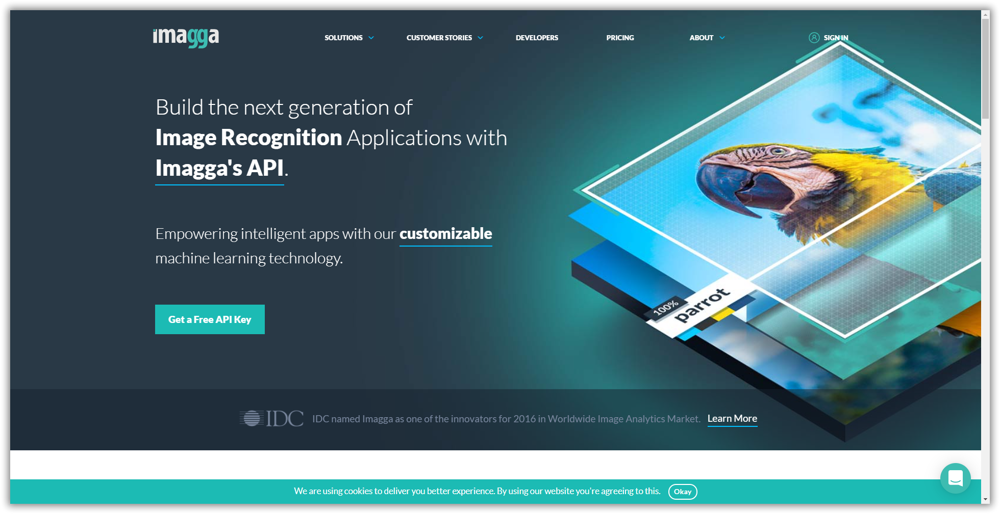 imagga
SOLUTIONS
CUSTOMER STORIES
DEVELOPERS
PRICING
ABOUT
SIGN IN
Build the next generation of
Image Recognition Applications with
Imagga's API.
Empowering intelligent apps with our customizable
machine learning technology.
Get a Free API Key
100%
parrot
IDC
IDC named Imagga as one of the innovators for 2016 in Worldwide Image Analytics Market. Learn More
We are using cookies to deliver you better experience. By using our website you're agreeing to this.
Okay